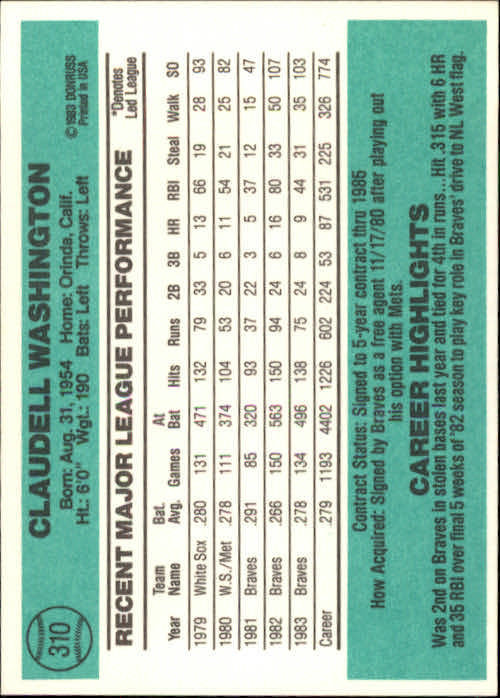 310
CLAUDELL WASHINGTON
Born: Aug. 31, 1954 Home: Orinda, Calif.
Ht.: 6'0" Wgt.: 190 Bats: Left Throws: Left
© 1983 DONRUSS
Printed in USA
RECENT MAJOR LEAGUE PERFORMANCE
*Denotes
Led League
Year Team Name Bat. Avg. Games At Bat Hits Runs 2B 3B HR RBI Steal Walk SO
1979 White Sox .280 131 471 132 79 33 5 13 66 19 28 93
1980 W.S./Met .278 111 374 104 53 20 6 11 54 21 25 82
1981 Braves .291 85 320 93 37 22 3 5 37 12 15 47
1982 Braves .266 150 563 150 94 24 6 16 80 33 50 107
1983 Braves .278 134 496 138 75 24 8 9 44 31 35 103
Career .279 1193 4402 1226 602 224 53 87 531 225 326 774
Contract Status: Signed to 5-year contract thru 1986
How Acquired: Signed by Braves as a free agent 11/17/80 after playing out
his option with Mets.
CAREER HIGHLIGHTS
Was 2nd on Braves in stolen bases last year and tied for 4th in runs...Hit .315 with 6 HR
and 35 RBI over final 5 weeks of '82 season to play key role in Braves' drive to NL West flag.